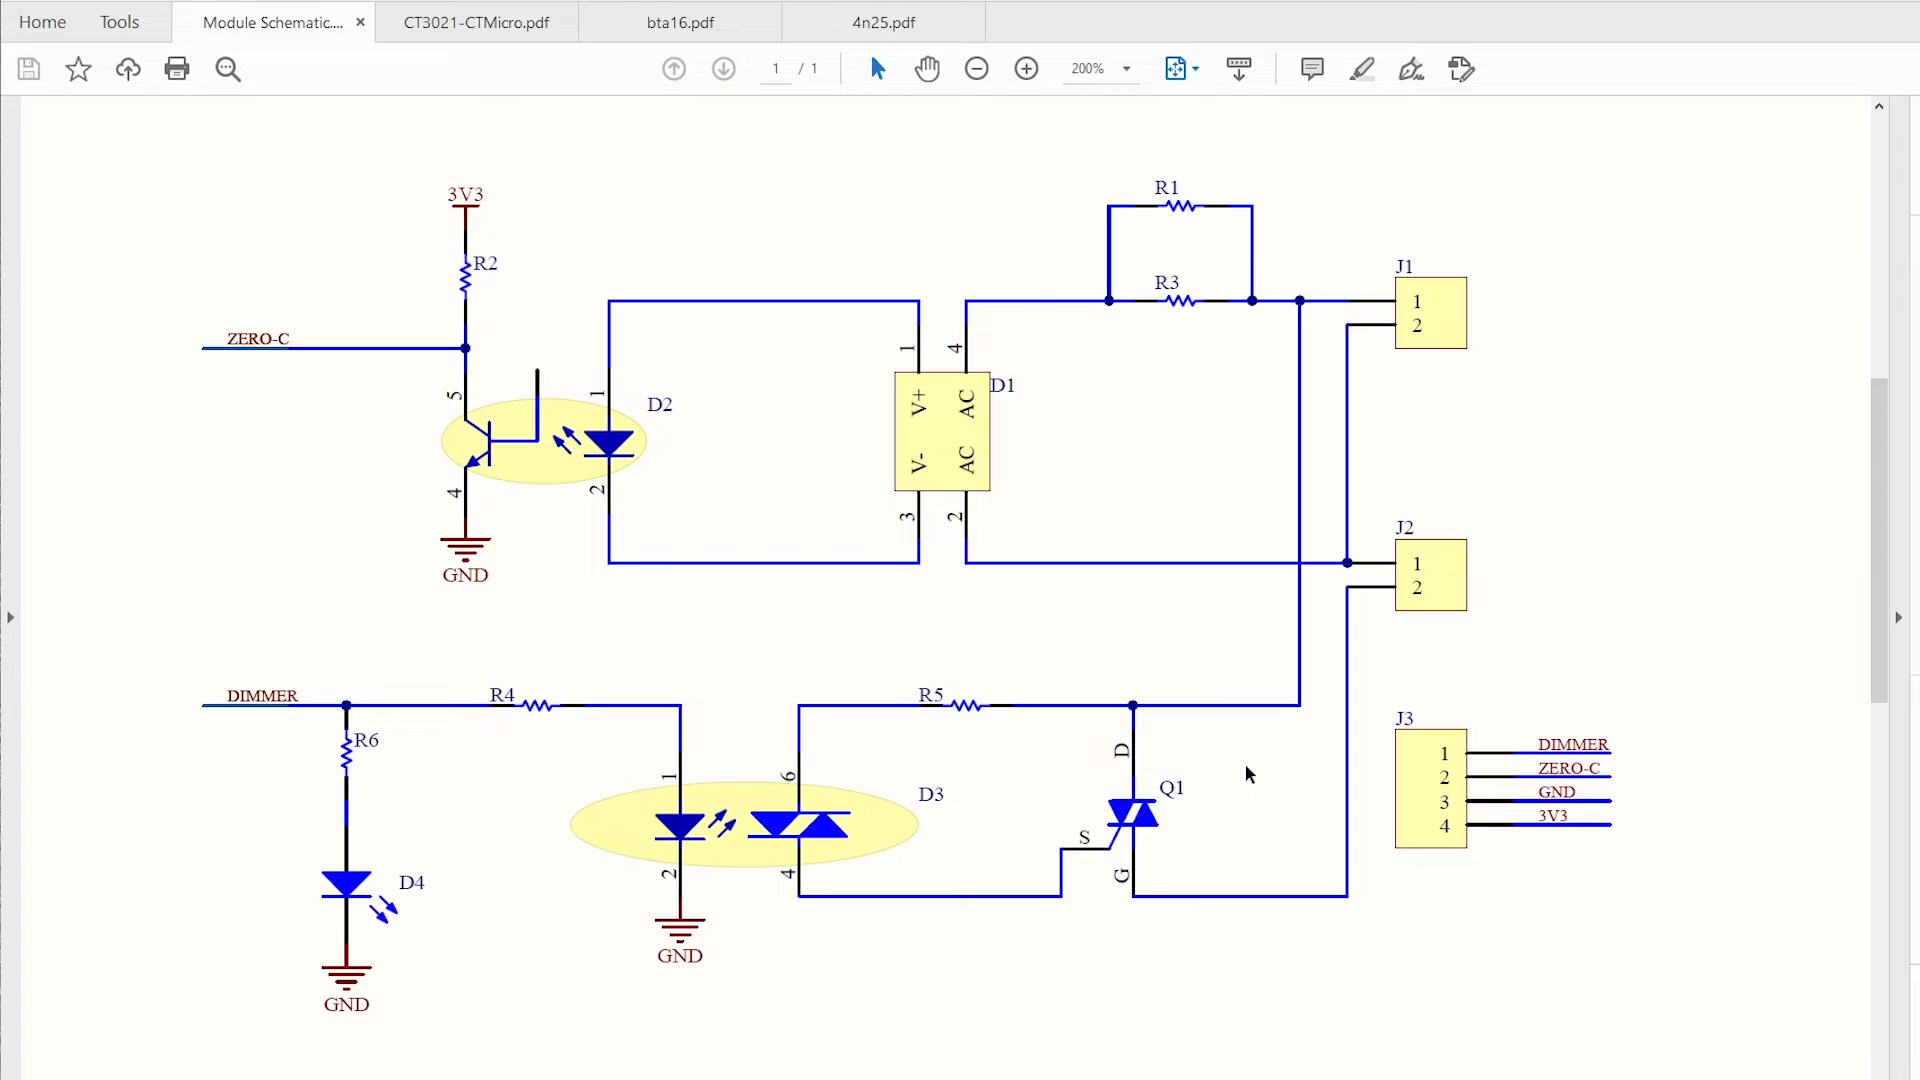 Home Tools Module Schematic.... × CT3021-CTMicro.pdf bta16.pdf 4n25.pdf
1 / 1 200%
3V3
R2
ZERO-C
5
4
GND
1
2
D2
1
4
V+ AC
V- AC
3
2
D1
R1
R3
J1
1
2
J2
1
2
DIMMER
R6
D4
GND
R4
1
2
GND
6
4
D3
R5
D
Q1
S
G
J3
1 DIMMER
2 ZERO-C
3 GND
4 3V3